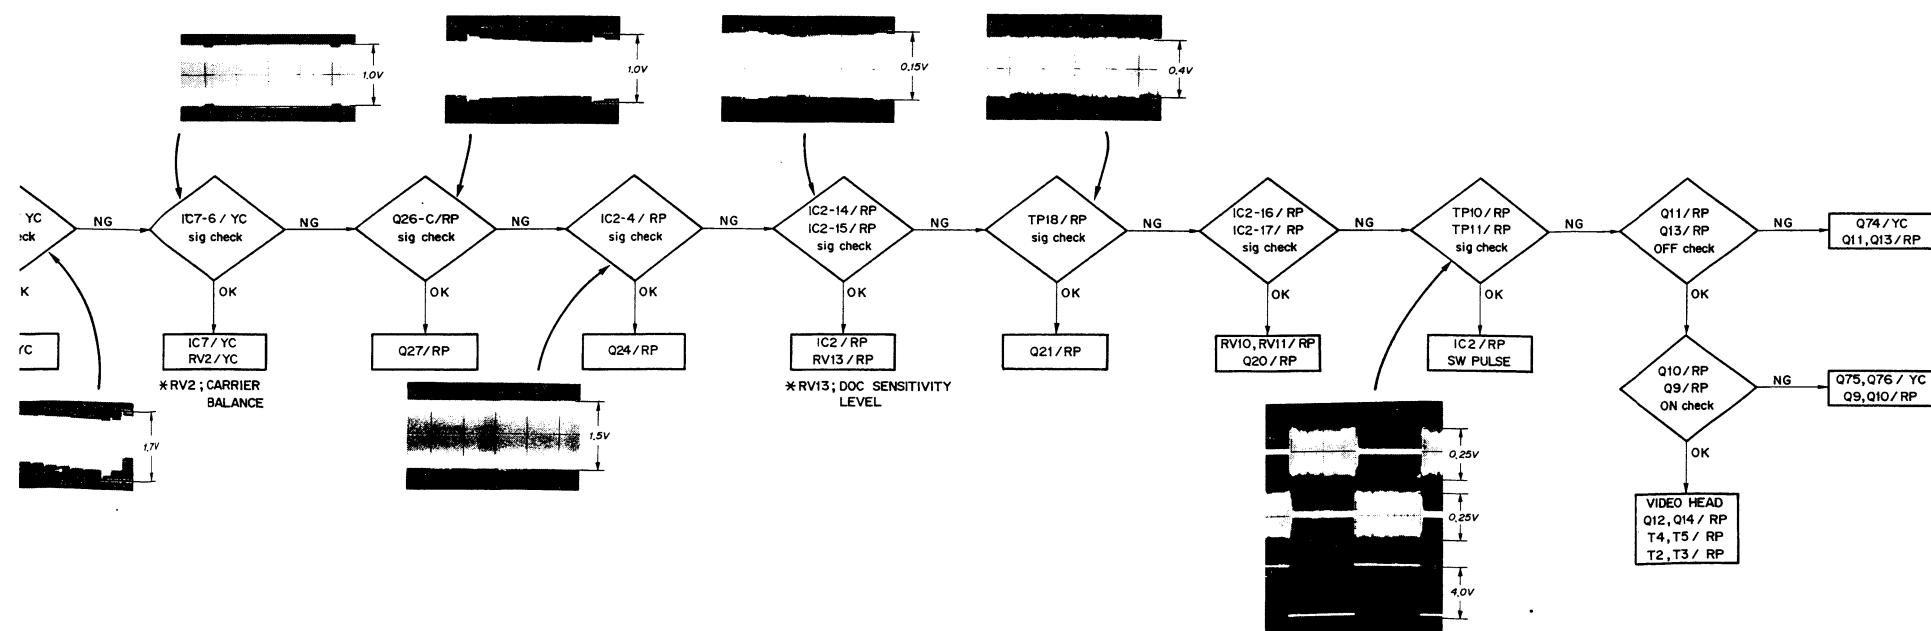 1.0V
1.0V
0.15V
0.4V
YC
NG
IC7-6 / YC
sig check
NG
Q26-C/RP
sig check
NG
IC2-4 / RP
sig check
NG
IC2-14 / RP
IC2-15 / RP
sig check
NG
TP18 / RP
sig check
NG
IC2-16 / RP
IC2-17 / RP
sig check
NG
TP10 / RP
TP11 / RP
sig check
NG
Q11 / RP
Q13 / RP
OFF check
NG
Q74 / YC
Q11, Q13 / RP
OK
OK
OK
OK
OK
OK
OK
OK
YC
IC7 / YC
RV2 / YC
Q27 / RP
Q24 / RP
IC2 / RP
RV13 / RP
Q21 / RP
RV10, RV11 / RP
Q20 / RP
IC2 / RP
SW PULSE
Q10 / RP
Q9 / RP
ON check
NG
Q75, Q76 / YC
Q9, Q10 / RP
* RV2 ; CARRIER
BALANCE
* RV13 ; DOC SENSITIVITY
LEVEL
1.7V
1.5V
0.25V
0.25V
4.0V
OK
VIDEO HEAD
Q12, Q14 / RP
T4, T5 / RP
T2, T3 / RP